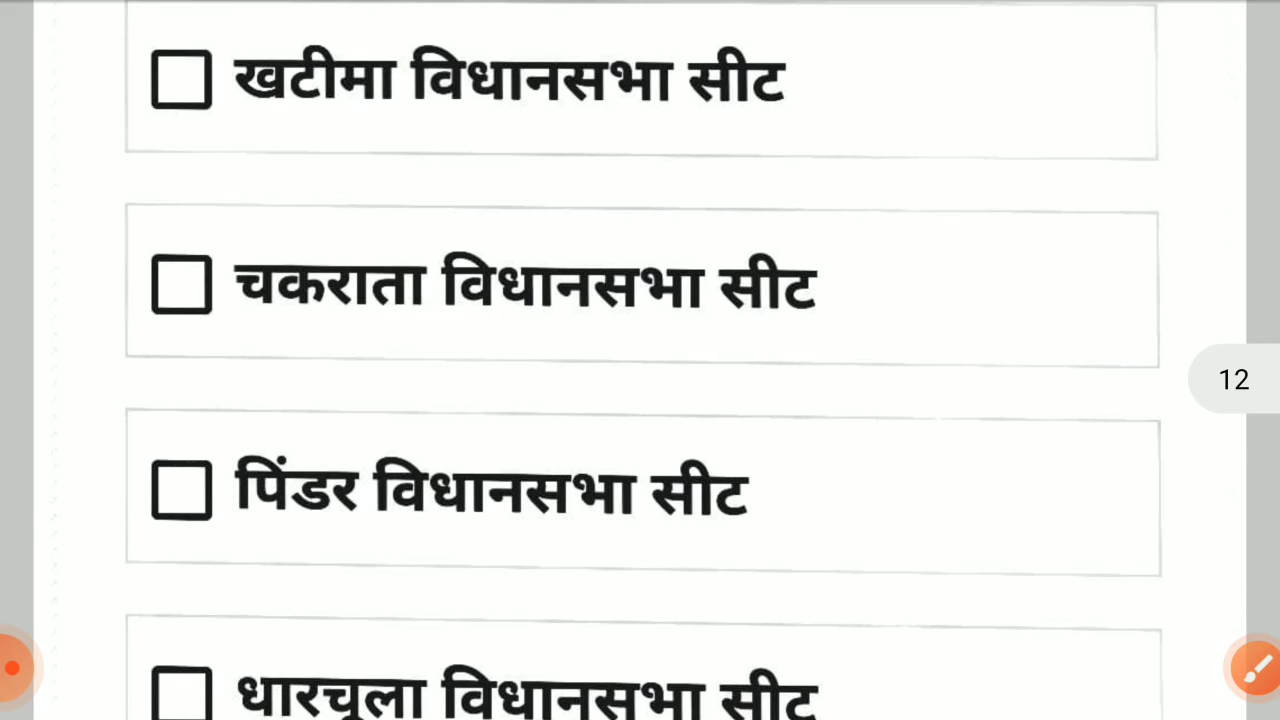 खटीमा विधानसभा सीट
चकराता विधानसभा सीट
12
पिंडर विधानसभा सीट
धारचूला विधानसभा सीट